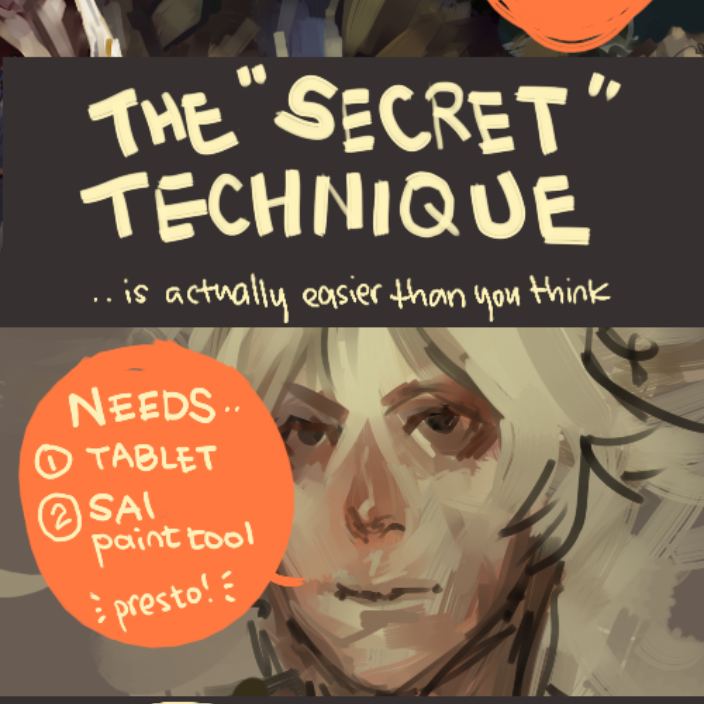 THE "SECRET"
TECHNIQUE
.. is actually easier than you think
NEEDS..
① TABLET
② SAI
paint tool
presto!